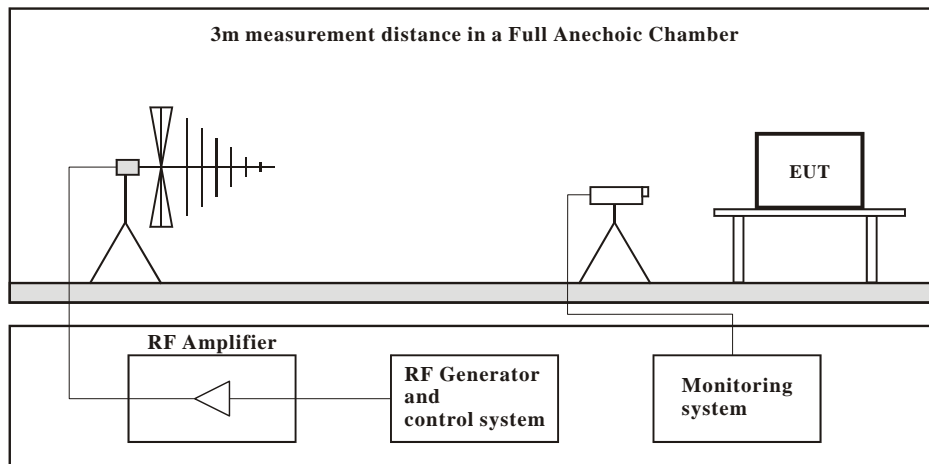 3m measurement distance in a Full Anechoic Chamber
EUT
RF Amplifier
RF Generator
and
control system
Monitoring
system